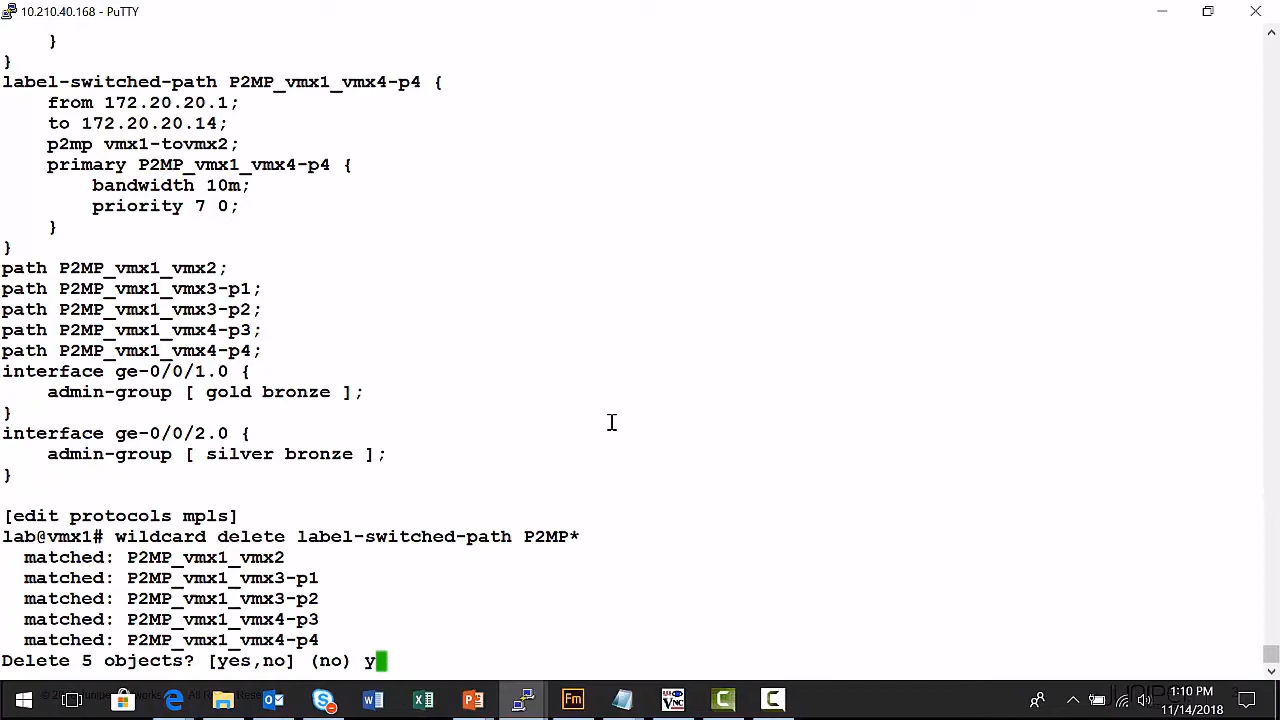 10.210.40.168 - PuTTY
}
}
label-switched-path P2MP_vmx1_vmx4-p4 {
from 172.20.20.1;
to 172.20.20.14;
p2mp vmx1-tovmx2;
primary P2MP_vmx1_vmx4-p4 {
bandwidth 10m;
priority 7 0;
}
}
path P2MP_vmx1_vmx2;
path P2MP_vmx1_vmx3-p1;
path P2MP_vmx1_vmx3-p2;
path P2MP_vmx1_vmx4-p3;
path P2MP_vmx1_vmx4-p4;
interface ge-0/0/1.0 {
admin-group [ gold bronze ];
}
interface ge-0/0/2.0 {
admin-group [ silver bronze ];
}
[edit protocols mpls]
lab@vmx1# wildcard delete label-switched-path P2MP*
matched: P2MP_vmx1_vmx2
matched: P2MP_vmx1_vmx3-p1
matched: P2MP_vmx1_vmx3-p2
matched: P2MP_vmx1_vmx4-p3
matched: P2MP_vmx1_vmx4-p4
Delete 5 objects? [yes,no] (no) y
1:10 PM
11/14/2018